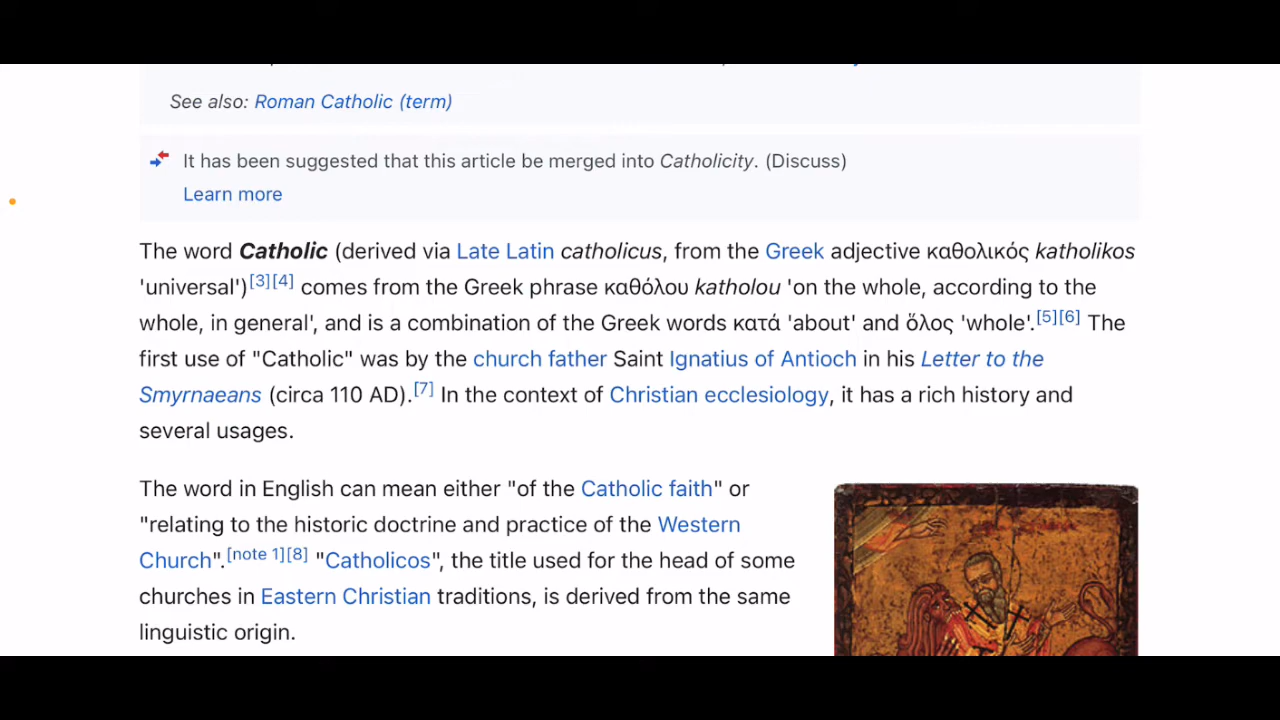 See also: Roman Catholic (term)
It has been suggested that this article be merged into Catholicity. (Discuss)
Learn more
The word Catholic (derived via Late Latin catholicus, from the Greek adjective καθολικός katholikos
'universal')[3][4] comes from the Greek phrase καθόλου katholou 'on the whole, according to the
whole, in general', and is a combination of the Greek words κατά 'about' and ὅλος 'whole'.[5][6] The
first use of "Catholic" was by the church father Saint Ignatius of Antioch in his Letter to the
Smyrnaeans (circa 110 AD).[7] In the context of Christian ecclesiology, it has a rich history and
several usages.
The word in English can mean either "of the Catholic faith" or
"relating to the historic doctrine and practice of the Western
Church".[note 1][8] "Catholicos", the title used for the head of some
churches in Eastern Christian traditions, is derived from the same
linguistic origin.